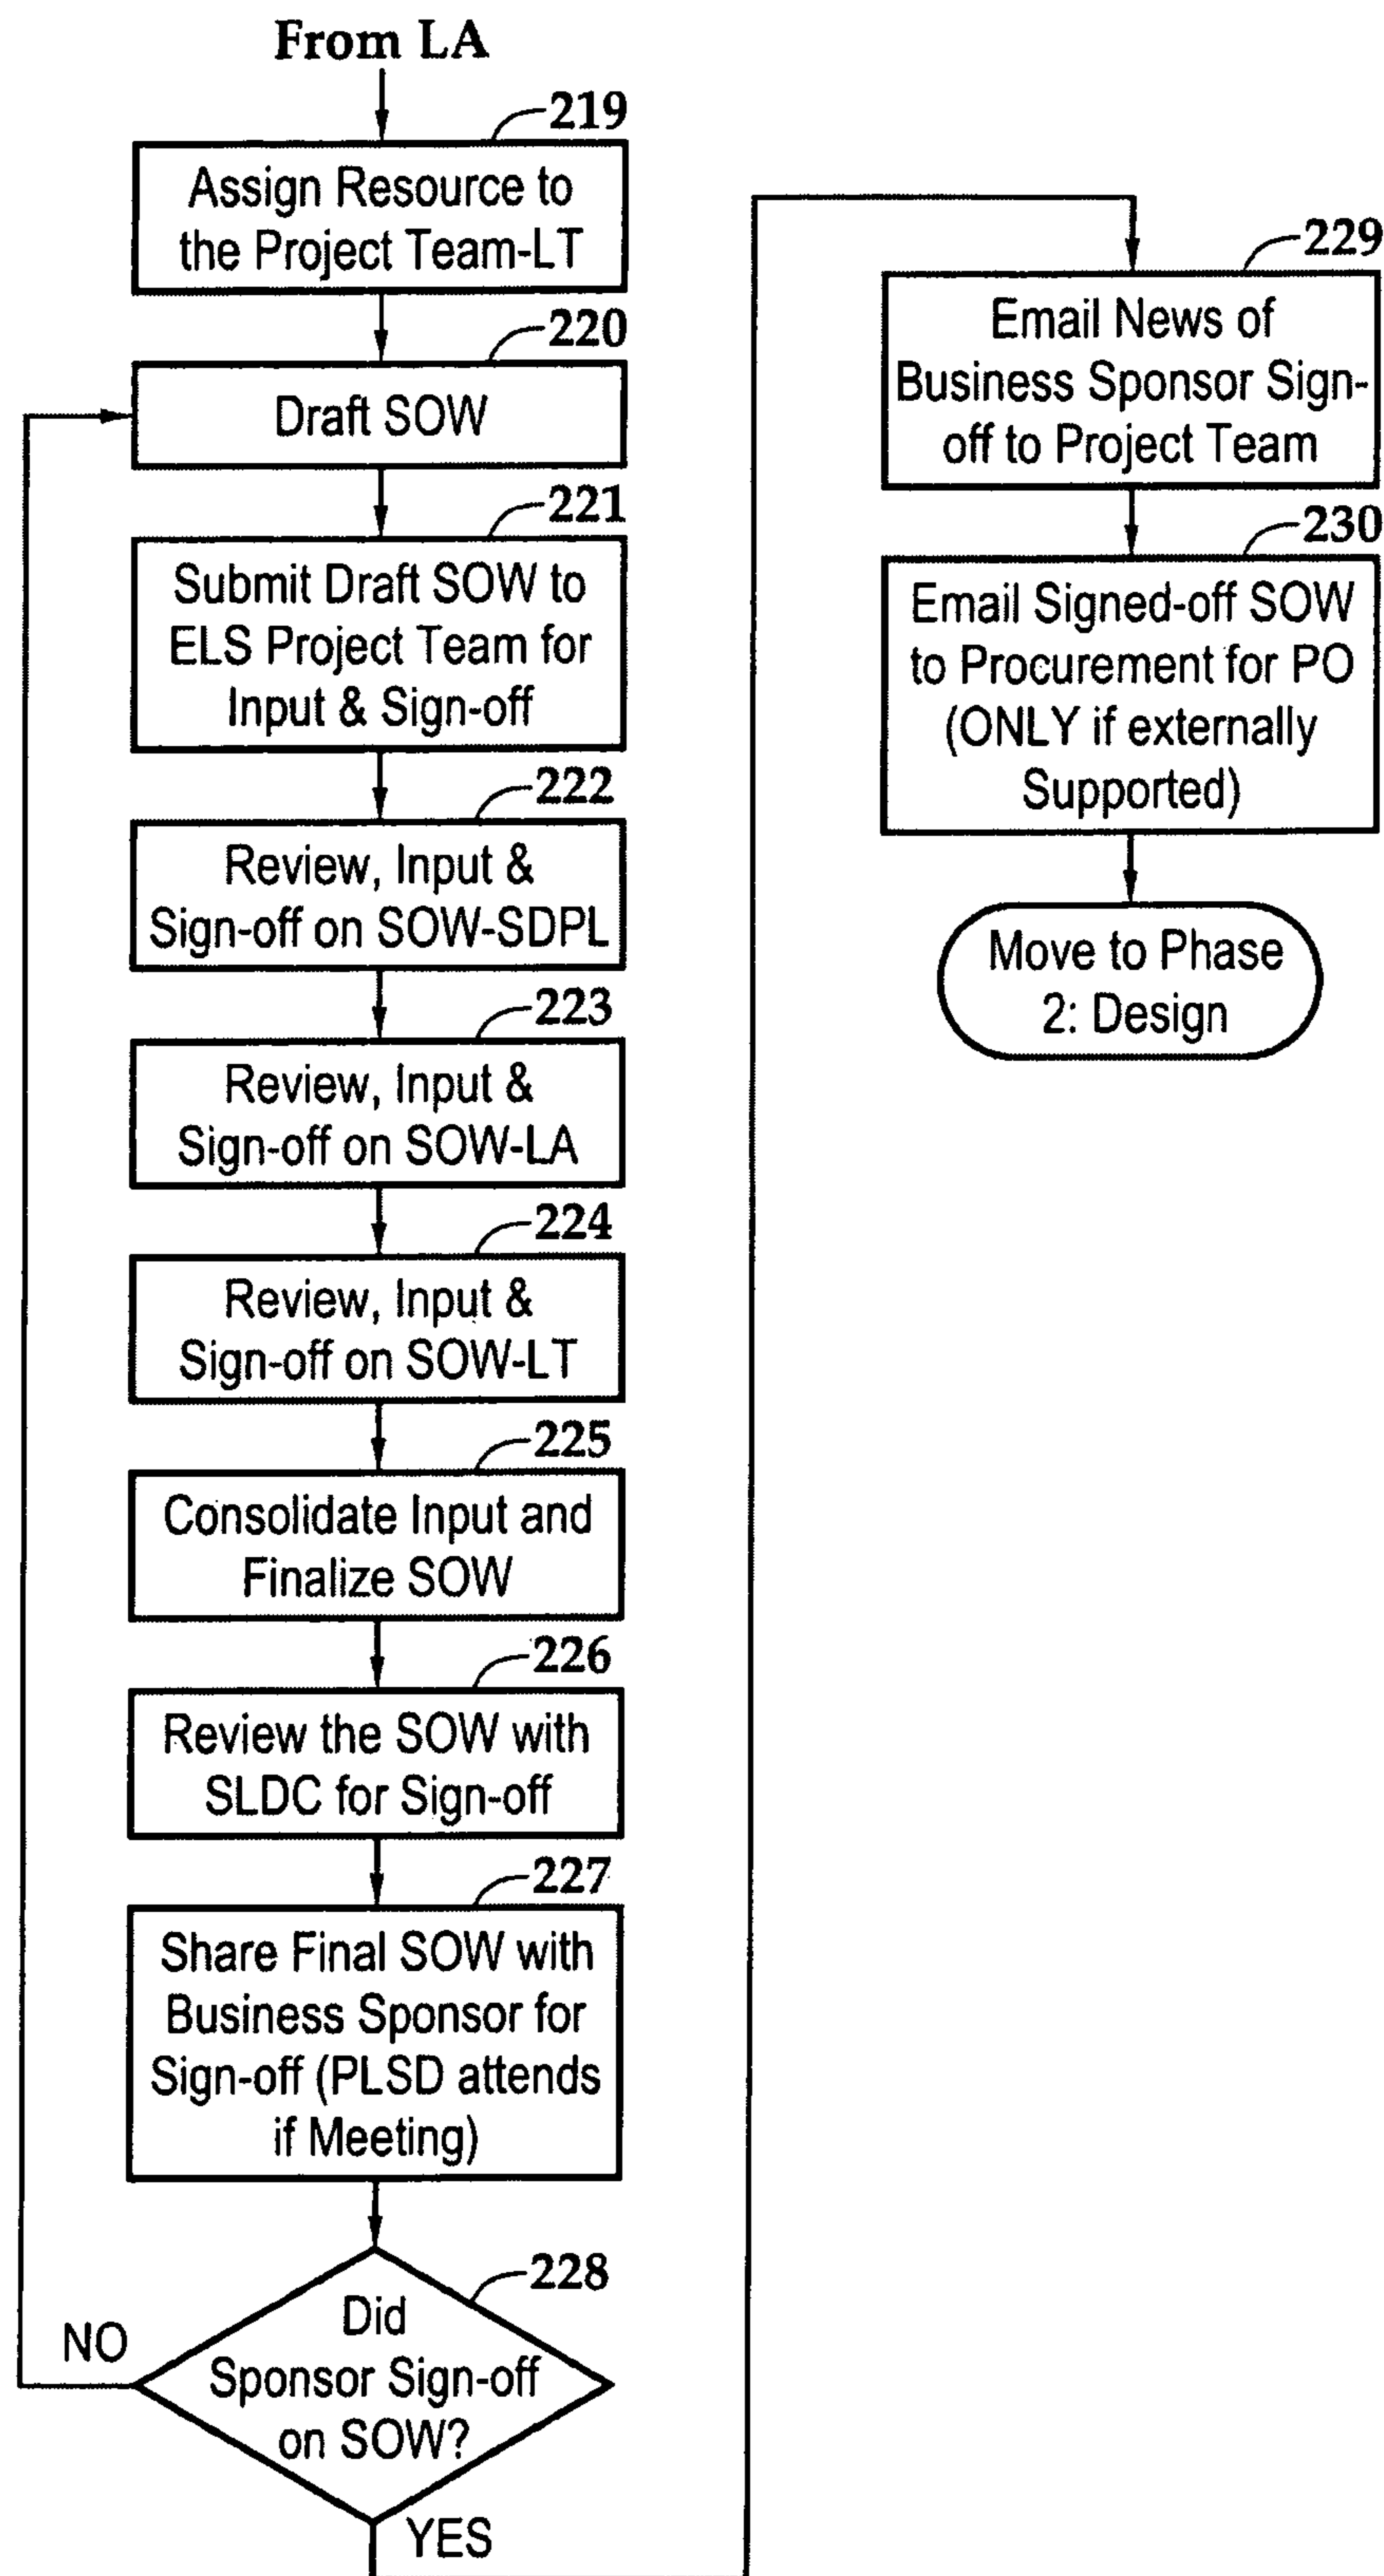 From LA
219
Assign Resource to
the Project Team-LT
220
Draft SOW
221
Submit Draft SOW to
ELS Project Team for
Input & Sign-off
222
Review, Input &
Sign-off on SOW-SDPL
223
Review, Input &
Sign-off on SOW-LA
224
Review, Input &
Sign-off on SOW-LT
225
Consolidate Input and
Finalize SOW
226
Review the SOW with
SLDC for Sign-off
227
Share Final SOW with
Business Sponsor for
Sign-off (PLSD attends
if Meeting)
228
Did
Sponsor Sign-off
on SOW?
NO
YES
229
Email News of
Business Sponsor Sign-
off to Project Team
230
Email Signed-off SOW
to Procurement for PO
(ONLY if externally
Supported)
Move to Phase
2: Design